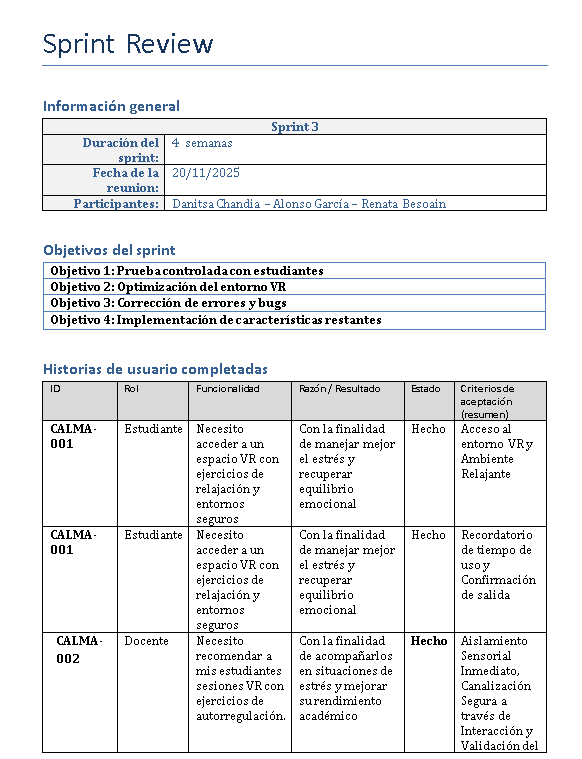 Sprint Review
Información general
Sprint 3
Duración del
sprint:
4 semanas
Fecha de la
reunion:
20/11/2025
Participantes:
Danitsa Chandia – Alonso García – Renata Besoain
Objetivos del sprint
Objetivo 1: Prueba controlada con estudiantes
Objetivo 2: Optimización del entorno VR
Objetivo 3: Corrección de errores y bugs
Objetivo 4: Implementación de características restantes
Historias de usuario completadas
ID
Rol
Funcionalidad
Razón / Resultado
Estado
Criterios de
aceptación
(resumen)
CALMA-
001
Estudiante
Necesito
acceder a un
espacio VR con
ejercicios de
relajación y
entornos
seguros
Con la finalidad
de manejar mejor
el estrés y
recuperar
equilibrio
emocional
Hecho
Acceso al
entorno VR y
Ambiente
Relajante
CALMA-
001
Estudiante
Necesito
acceder a un
espacio VR con
ejercicios de
relajación y
entornos
seguros
Con la finalidad
de manejar mejor
el estrés y
recuperar
equilibrio
emocional
Hecho
Recordatorio
de tiempo de
uso y
Confirmación
de salida
CALMA-
002
Docente
Necesito
recomendar a
mis estudiantes
sesiones VR con
ejercicios de
autorregulación.
Con la finalidad
de acompañarlos
en situaciones de
estrés y mejorar
su rendimiento
académico
Hecho
Aislamiento
Sensorial
Inmediato,
Canalización
Segura a
través de
Interacción y
Validación del